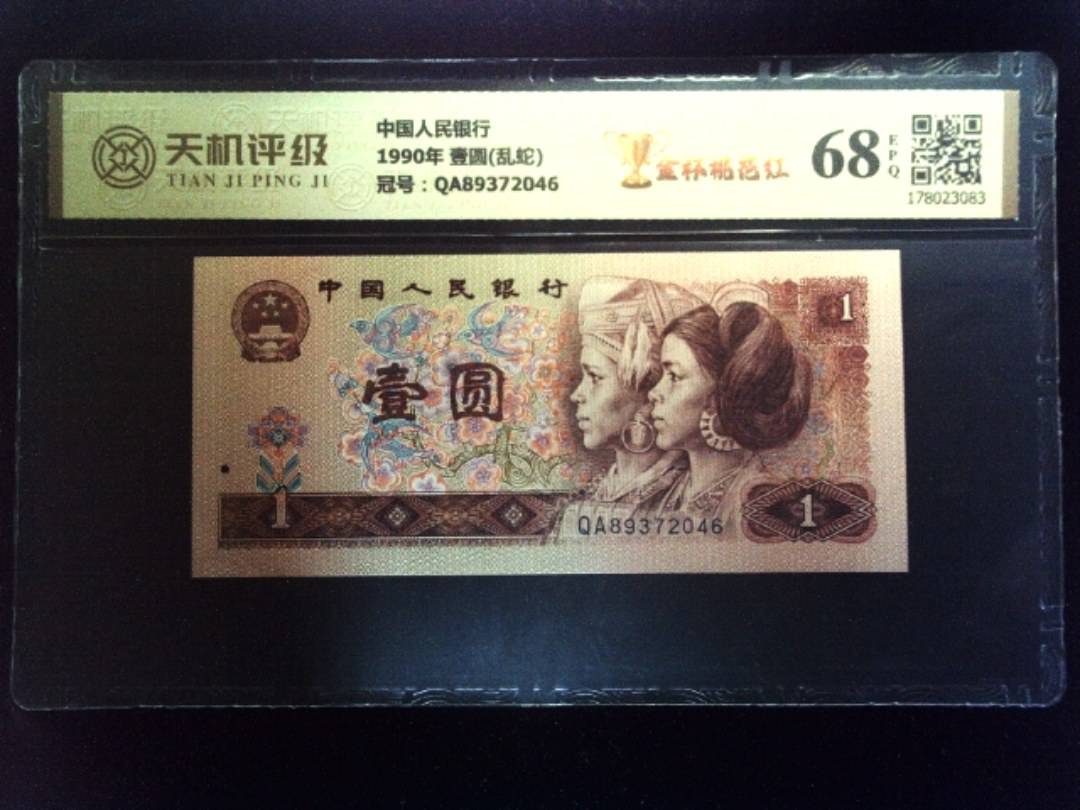 天机评级
TIAN JI PING JI
中国人民银行
1990年 壹圆(乱蛇)
冠号：QA89372046
金杯桃花红
68
EPQ
178023083
中国人民银行
1
壹圆
1
QA89372046
1